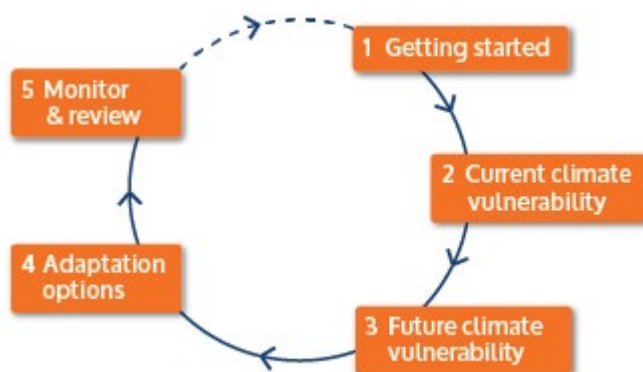 1 Getting started
2 Current climate
vulnerability
3 Future climate
vulnerability
4 Adaptation
options
5 Monitor
& review